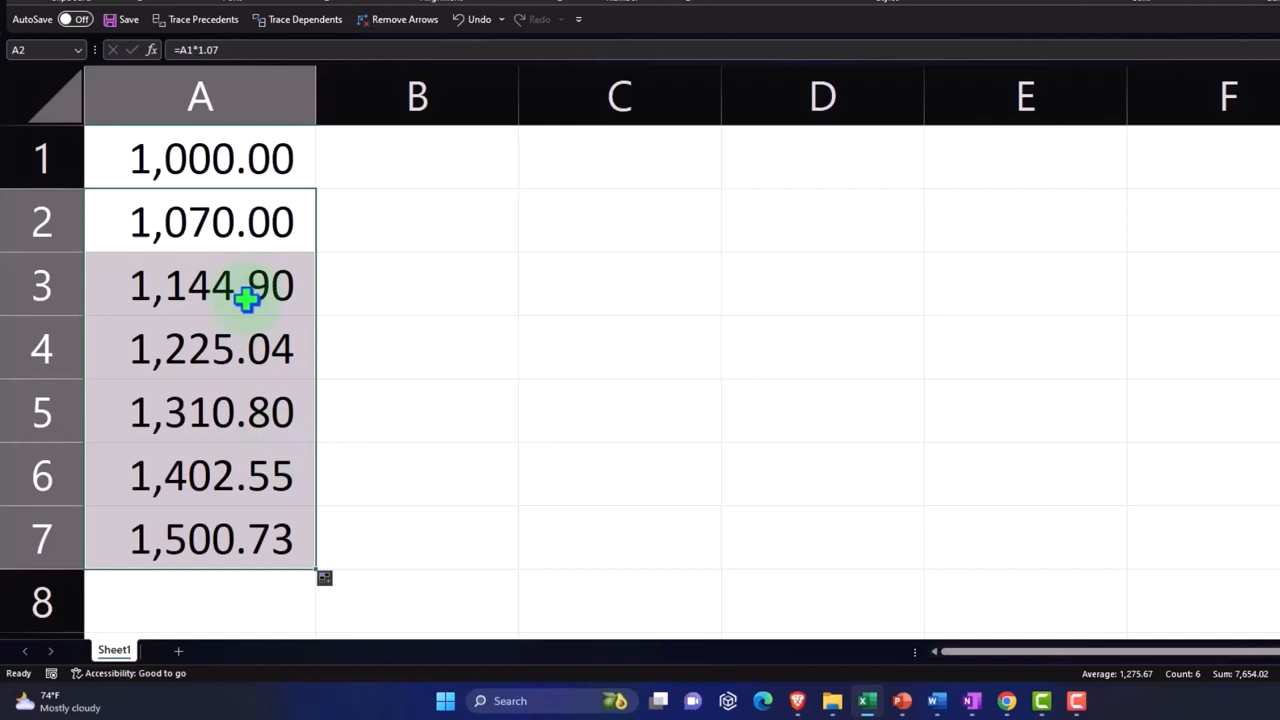 AutoSave Off Save Trace Precedents Trace Dependents Remove Arrows Undo Redo
A2 fx =A1*1.07
A B C D E F
1 1,000.00
2 1,070.00
3 1,144.90
4 1,225.04
5 1,310.80
6 1,402.55
7 1,500.73
8
Sheet1
Ready Accessibility: Good to go Average: 1,275.67 Count: 6 Sum: 7,654.02
74°F
Mostly cloudy
Search